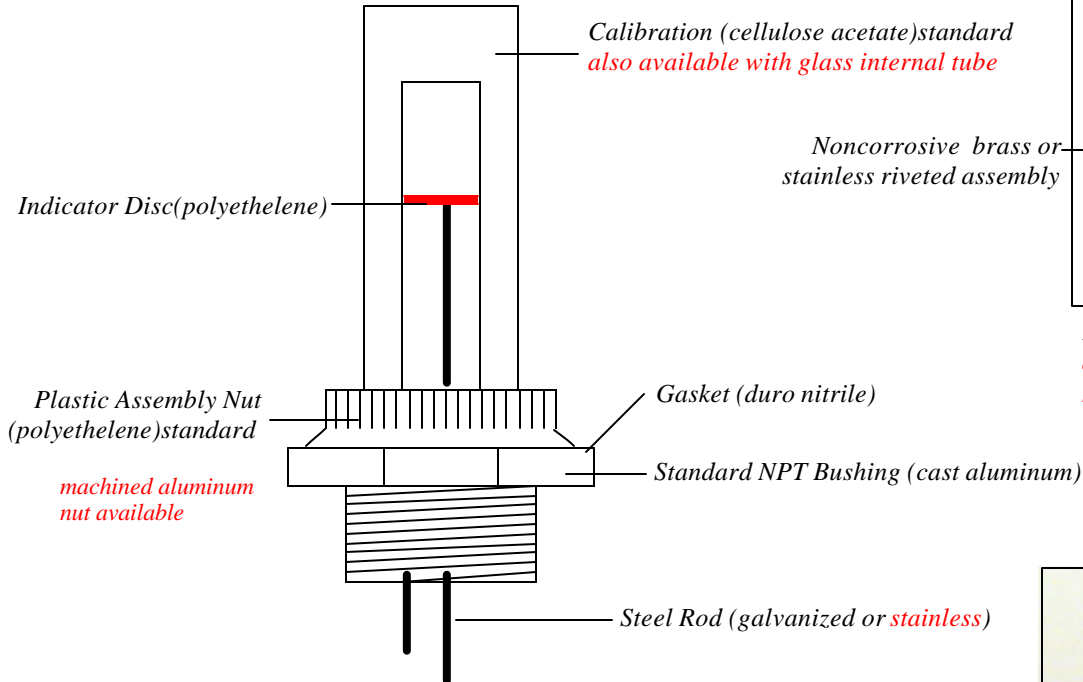 Calibration (cellulose acetate)standard
also available with glass internal tube
Noncorrosive brass or
stainless riveted assembly
Indicator Disc(polyethelene)
Plastic Assembly Nut
(polyethelene)standard
machined aluminum
nut available
Gasket (duro nitrile)
Standard NPT Bushing (cast aluminum)
Steel Rod (galvanized or stainless)